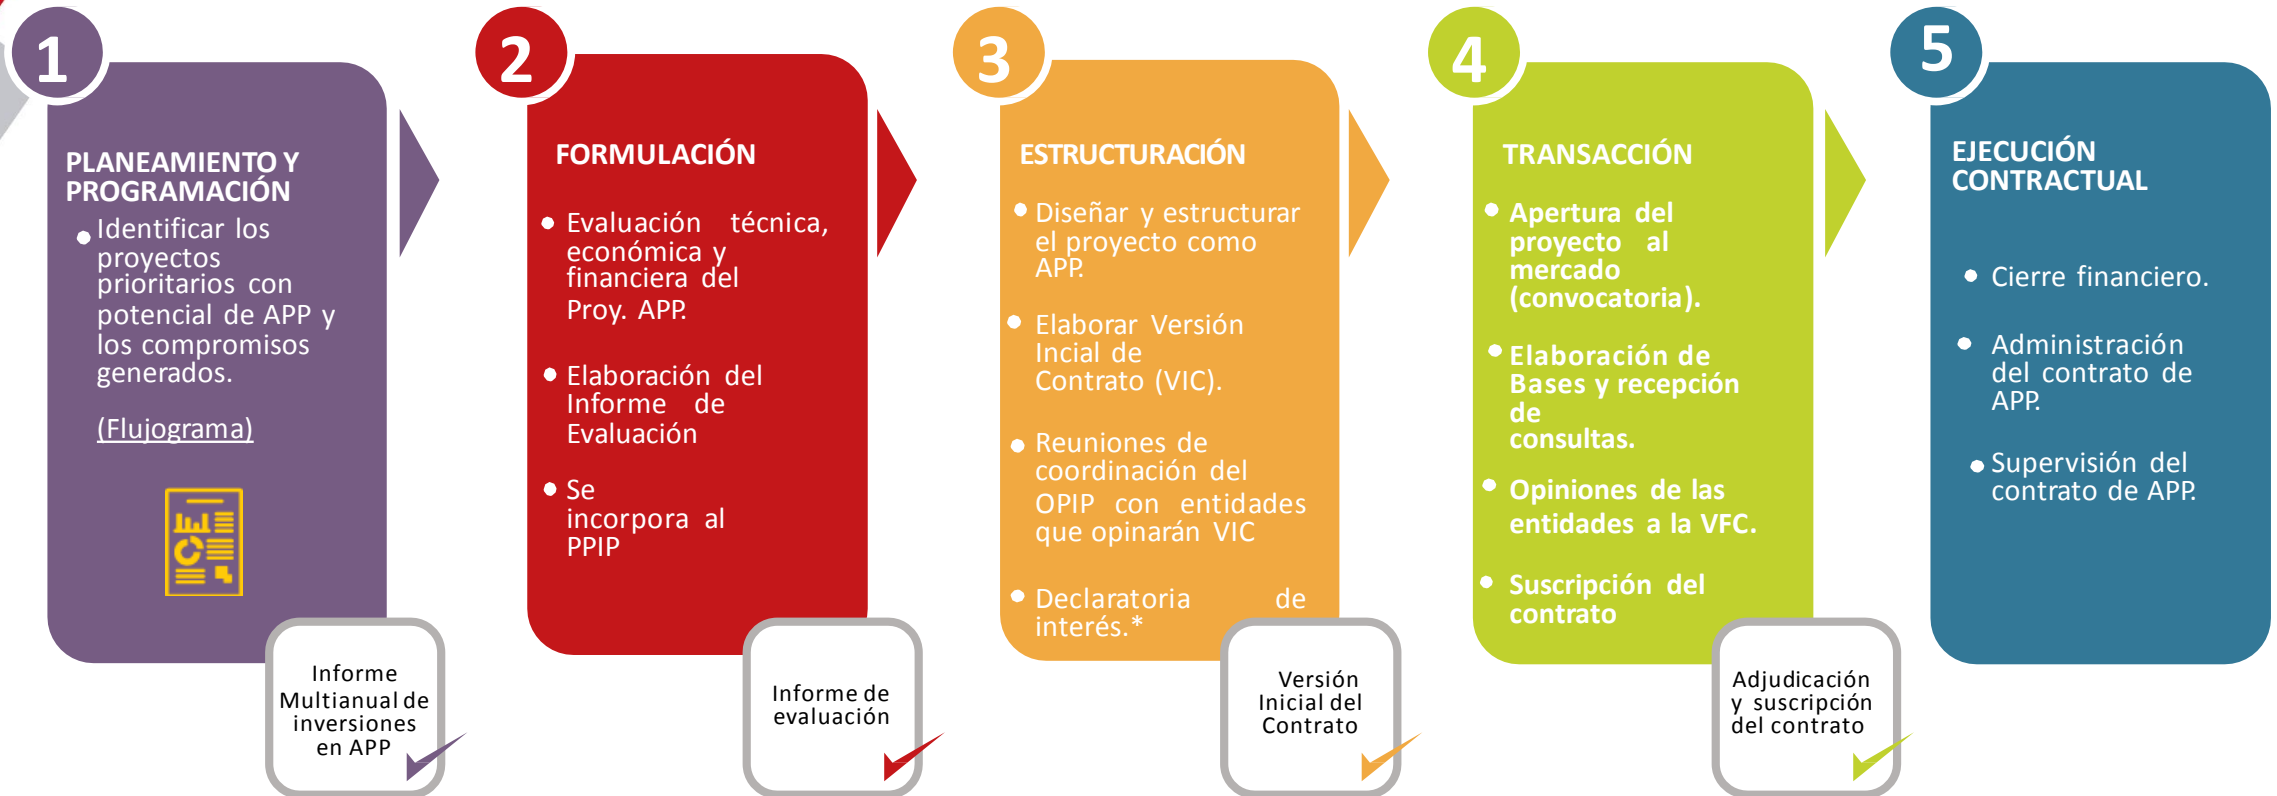 1
PLANEAMIENTO Y
PROGRAMACIÓN
Identificar los
proyectos
prioritarios con
potencial de APP y
los compromisos
generados.
(Flujograma)
Informe
Multianual de
inversiones
en APP
2
FORMULACIÓN
Evaluación técnica,
económica y
financiera del
Proy. APP.
Elaboración del
Informe de
Evaluación
Se
incorpora al
PPIP
Informe de
evaluación
3
ESTRUCTURACIÓN
Diseñar y estructurar
el proyecto como
APP.
Elaborar Versión
Incial de
Contrato (VIC).
Reuniones de
coordinación del
OPIP con entidades
que opinarán VIC
Declaratoria de
interés.*
Versión
Inicial del
Contrato
4
TRANSACCIÓN
Apertura del
proyecto al
mercado
(convocatoria).
Elaboración de
Bases y recepción
de
consultas.
Opiniones de las
entidades a la VFC.
Suscripción del
contrato
Adjudicación
y suscripción
del contrato
5
EJECUCIÓN
CONTRACTUAL
Cierre financiero.
Administración
del contrato de
APP.
Supervisión del
contrato de APP.